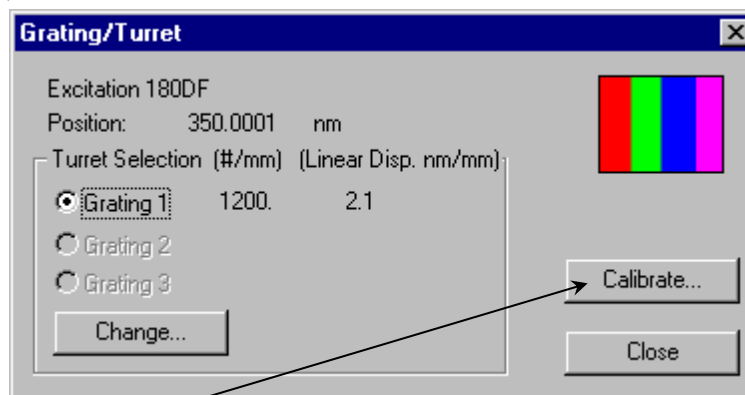 Grating/Turret
Excitation 180DF
Position: 350.0001 nm
Turret Selection (#/mm) (Linear Disp. nm/mm)
Grating 1 1200. 2.1
Grating 2
Grating 3
Calibrate...
Change...
Close